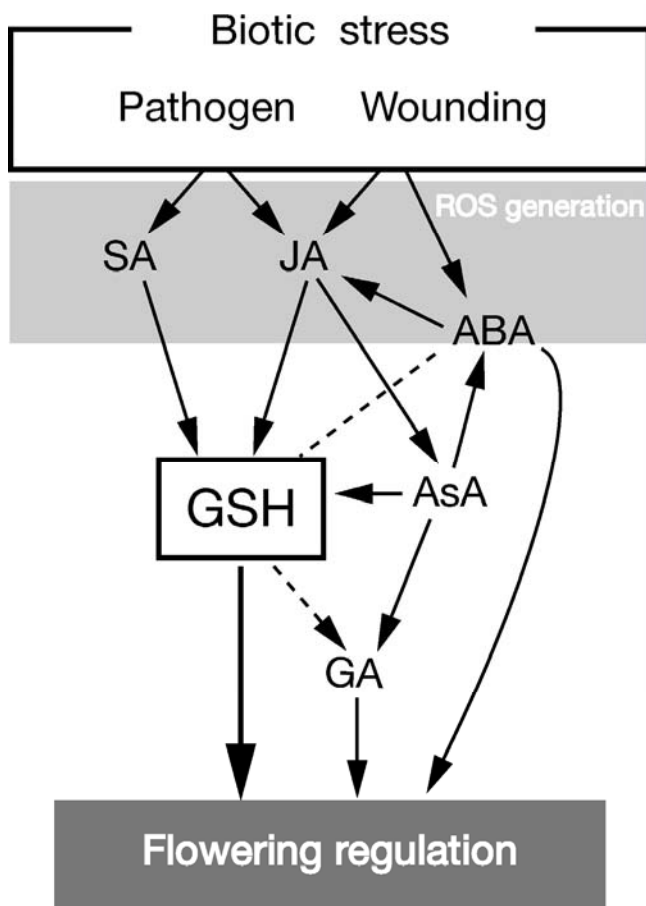 Biotic stress
Pathogen Wounding
ROS generation
SA JA
ABA
GSH AsA
GA
Flowering regulation